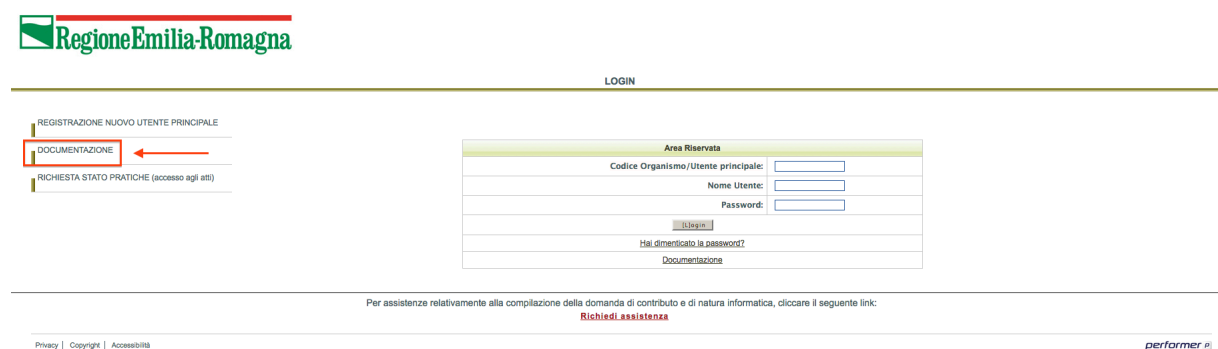 RegioneEmilia-Romagna
LOGIN
REGISTRAZIONE NUOVO UTENTE PRINCIPALE
DOCUMENTAZIONE
RICHIESTA STATO PRATICHE (accesso agli atti)
Area Riservata
Codice Organismo/Utente principale:
Nome Utente:
Password:
[L]ogin
Hai dimenticato la password?
Documentazione
Per assistenze relativamente alla compilazione della domanda di contributo e di natura informatica, cliccare il seguente link:
Richiedi assistenza
Privacy | Copyright | Accessibilità
performer p|